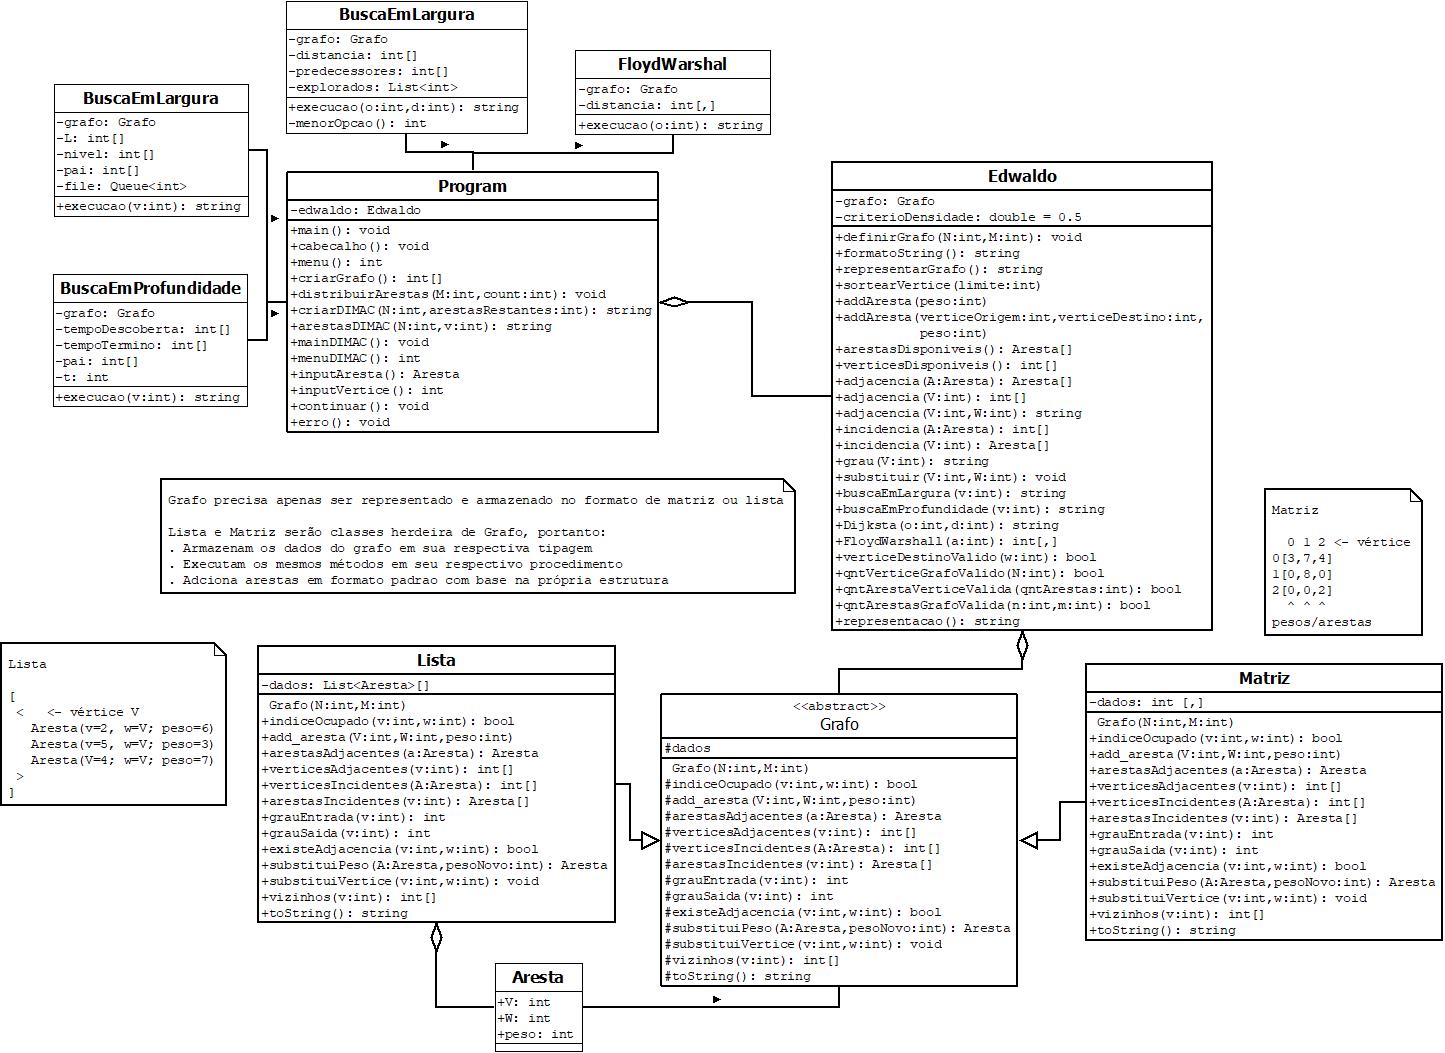 BuscaEmLargura
-grafo: Grafo
-distancia: int[]
-predecessores: int[]
-explorados: List<int>
+execucao(o:int,d:int): string
-menorOpcao(): int
FloydWarshal
-grafo: Grafo
-distancia: int[,]
+execucao(o:int): string
BuscaEmLargura
-grafo: Grafo
-L: int[]
-nivel: int[]
-pai: int[]
-file: Queue<int>
+execucao(v:int): string
BuscaEmProfundidade
-grafo: Grafo
-tempoDescoberta: int[]
-tempoTermino: int[]
-pai: int[]
-t: int
+execucao(v:int): string
Program
-edwaldo: Edwaldo
+main(): void
+cabecalho(): void
+menu(): int
+criarGrafo(): int[]
+distribuirArestas(M:int,count:int): void
+criarDIMAC(N:int,arestasRestantes:int): string
+arestasDIMAC(N:int,v:int): string
+mainDIMAC(): void
+menuDIMAC(): int
+inputAresta(): Aresta
+inputVertice(): int
+continuar(): void
+erro(): void
Edwaldo
-grafo: Grafo
-criterioDensidade: double = 0.5
+definirGrafo(N:int,M:int): void
+formatoString(): string
+representarGrafo(): string
+sortearVertice(limite:int)
+addAresta(peso:int)
+addAresta(verticeOrigem:int,verticeDestino:int,
peso:int)
+arestasDisponiveis(): Aresta[]
+verticesDisponiveis(): int[]
+adjacencia(A:Aresta): Aresta[]
+adjacencia(V:int): int[]
+adjacencia(V:int,W:int): string
+incidencia(A:Aresta): int[]
+incidencia(V:int): Aresta[]
+grau(V:int): string
+substituir(V:int,W:int): void
+buscaEmLargura(v:int): string
+buscaEmProfundidade(v:int): string
+Dijksta(o:int,d:int): string
+FloydWarshall(a:int): int[,]
+verticeDestinoValido(w:int): bool
+qntVerticeGrafoValido(N:int): bool
+qntArestaVerticeValida(qntArestas:int): bool
+qntArestasGrafoValida(n:int,m:int): bool
+representacao(): string
Grafo precisa apenas ser representado e armazenado no formato de matriz ou lista
Lista e Matriz serão classes herdeira de Grafo, portanto:
. Armazenam os dados do grafo em sua respectiva tipagem
. Executam os mesmos métodos em seu respectivo procedimento
. Adciona arestas em formato padrao com base na própria estrutura
Matriz
0 1 2 <- vértice
0[3,7,4]
1[0,8,0]
2[0,0,2]
^ ^ ^
pesos/arestas
Lista
[
< <- vértice V
Aresta(v=2, w=V; peso=6)
Aresta(v=5, w=V; peso=3)
Aresta(V=4; w=V; peso=7)
>
]
Lista
-dados: List<Aresta>[]
Grafo(N:int,M:int)
+indiceOcupado(v:int,w:int): bool
+add_aresta(V:int,W:int,peso:int)
+arestasAdjacentes(a:Aresta): Aresta
+verticesAdjacentes(v:int): int[]
+verticesIncidentes(A:Aresta): int[]
+arestasIncidentes(v:int): Aresta[]
+grauEntrada(v:int): int
+grauSaida(v:int): int
+existeAdjacencia(v:int,w:int): bool
+substituiPeso(A:Aresta,pesoNovo:int): Aresta
+substituiVertice(v:int,w:int): void
+vizinhos(v:int): int[]
+toString(): string
<<abstract>>
Grafo
#dados
Grafo(N:int,M:int)
#indiceOcupado(v:int,w:int): bool
#add_aresta(V:int,W:int,peso:int)
#arestasAdjacentes(a:Aresta): Aresta
#verticesAdjacentes(v:int): int[]
#verticesIncidentes(A:Aresta): int[]
#arestasIncidentes(v:int): Aresta[]
#grauEntrada(v:int): int
#grauSaida(v:int): int
#existeAdjacencia(v:int,w:int): bool
#substituiPeso(A:Aresta,pesoNovo:int): Aresta
#substituiVertice(v:int,w:int): void
#vizinhos(v:int): int[]
#toString(): string
Matriz
-dados: int [,]
Grafo(N:int,M:int)
+indiceOcupado(v:int,w:int): bool
+add_aresta(V:int,W:int,peso:int)
+arestasAdjacentes(a:Aresta): Aresta
+verticesAdjacentes(v:int): int[]
+verticesIncidentes(A:Aresta): int[]
+arestasIncidentes(v:int): Aresta[]
+grauEntrada(v:int): int
+grauSaida(v:int): int
+existeAdjacencia(v:int,w:int): bool
+substituiPeso(A:Aresta,pesoNovo:int): Aresta
+substituiVertice(v:int,w:int): void
+vizinhos(v:int): int[]
+toString(): string
Aresta
+V: int
+W: int
+peso: int